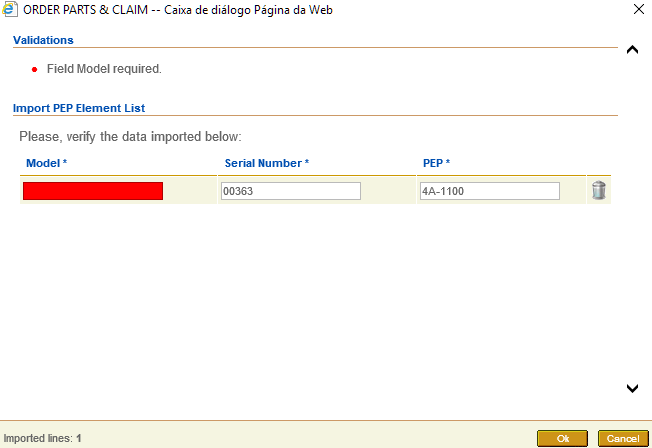 ORDER PARTS & CLAIM -- Caixa de diálogo Página da Web
Validations
Field Model required.
Import PEP Element List
Please, verify the data imported below:
Model * Serial Number * PEP *
00363 4A-1100
Imported lines: 1 Ok Cancel